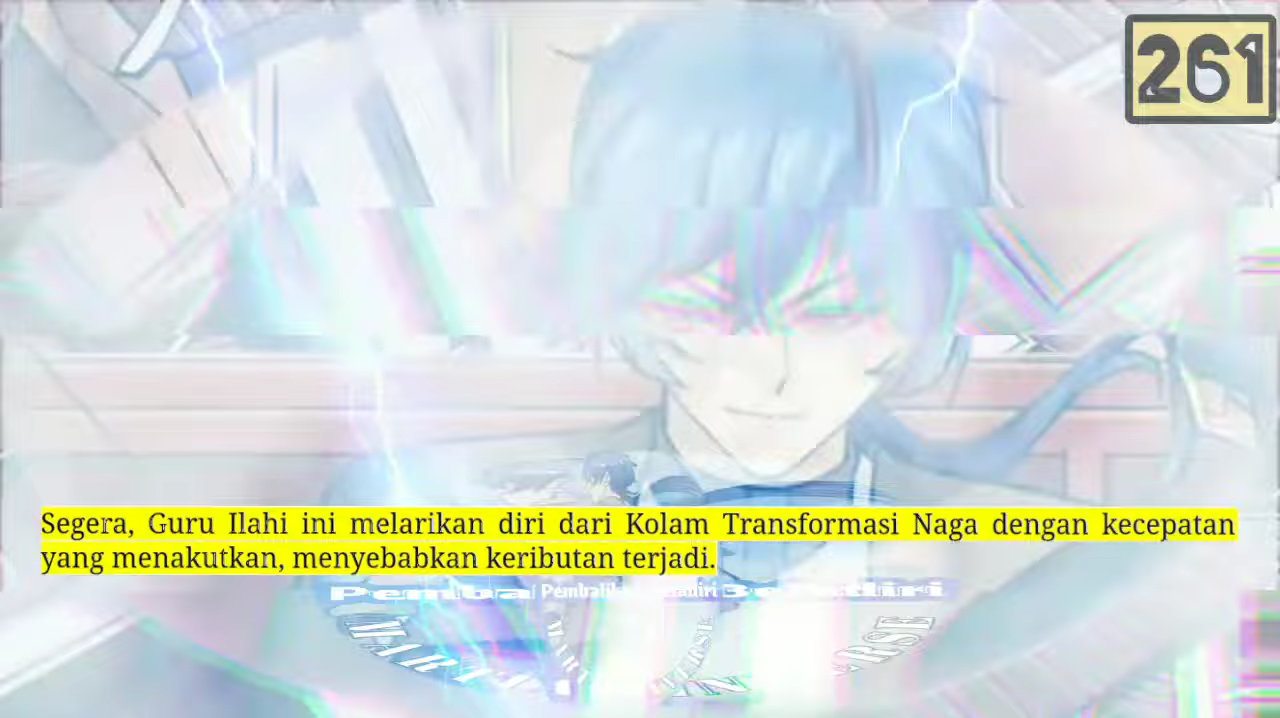 261
Segera, Guru Ilahi ini melarikan diri dari Kolam Transformasi Naga dengan kecepatan
yang menakutkan, menyebabkan keributan terjadi.